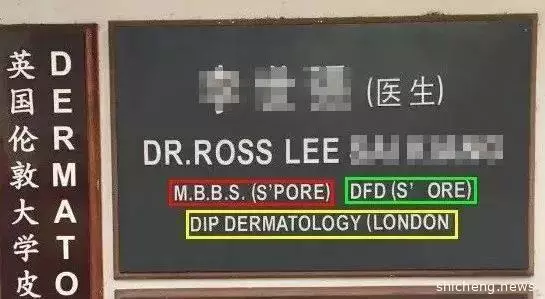 英国伦敦大学皮
DERMATO
(医生)
DR.ROSS LEE
M.B.B.S. (S'PORE) DFD (S' ORE)
DIP DERMATOLOGY (LONDON
shicheng.news